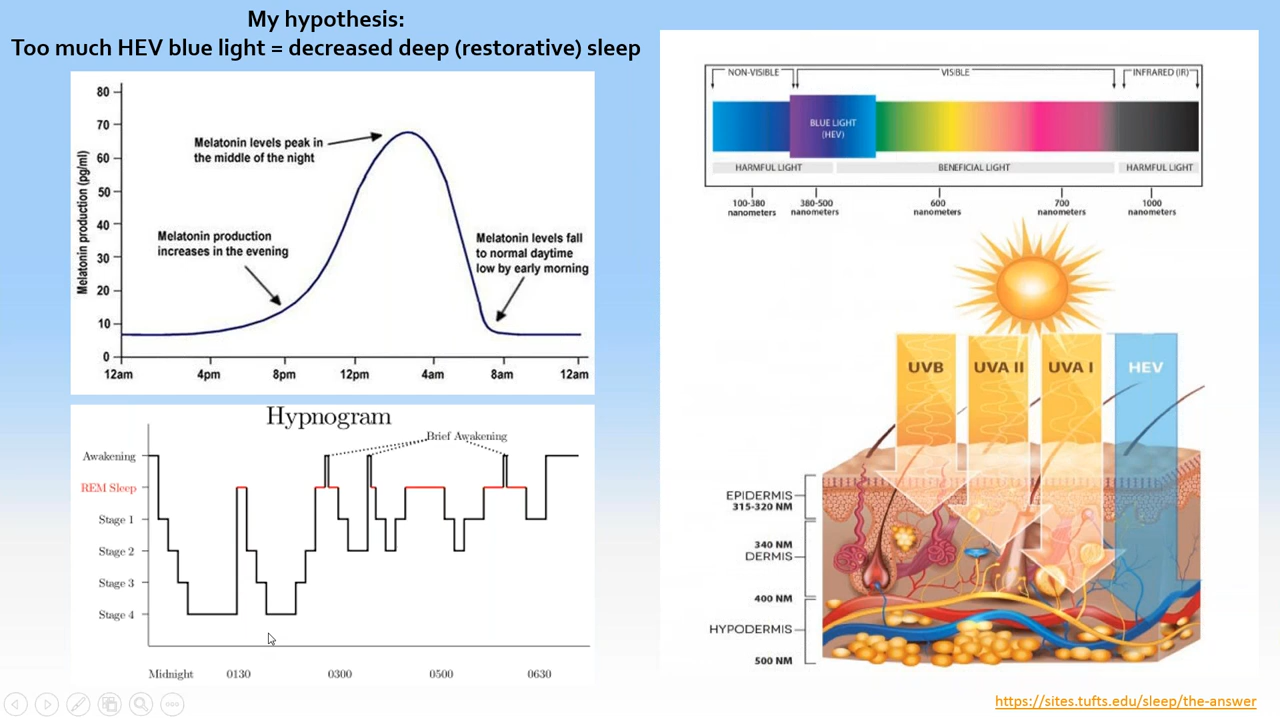 My hypothesis:
Too much HEV blue light = decreased deep (restorative) sleep
80
70
60
50
40
30
20
10
0
Melatonin production (pg/ml)
Melatonin levels peak in
the middle of the night
Melatonin production
increases in the evening
Melatonin levels fall
to normal daytime
low by early morning
12am 4pm 8pm 12pm 4am 8am 12am
Hypnogram
Brief Awakening
Awakening
REM Sleep
Stage 1
Stage 2
Stage 3
Stage 4
Midnight 0130 0300 0500 0630
NON-VISIBLE VISIBLE INFRARED (IR)
BLUE LIGHT
(HEV)
HARMFUL LIGHT BENEFICIAL LIGHT HARMFUL LIGHT
100-380 380-500 600 700 1000
nanometers nanometers nanometers nanometers nanometers
UVB UVA II UVA I HEV
EPIDERMIS
315-320 NM
340 NM
DERMIS
400 NM
HYPODERMIS
500 NM
https://sites.tufts.edu/sleep/the-answer